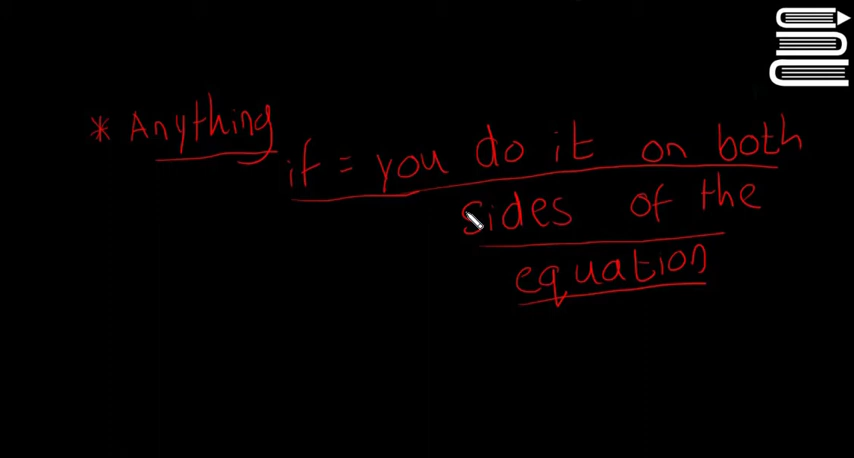 * Anything
if = you do it on both
sides of the
equation